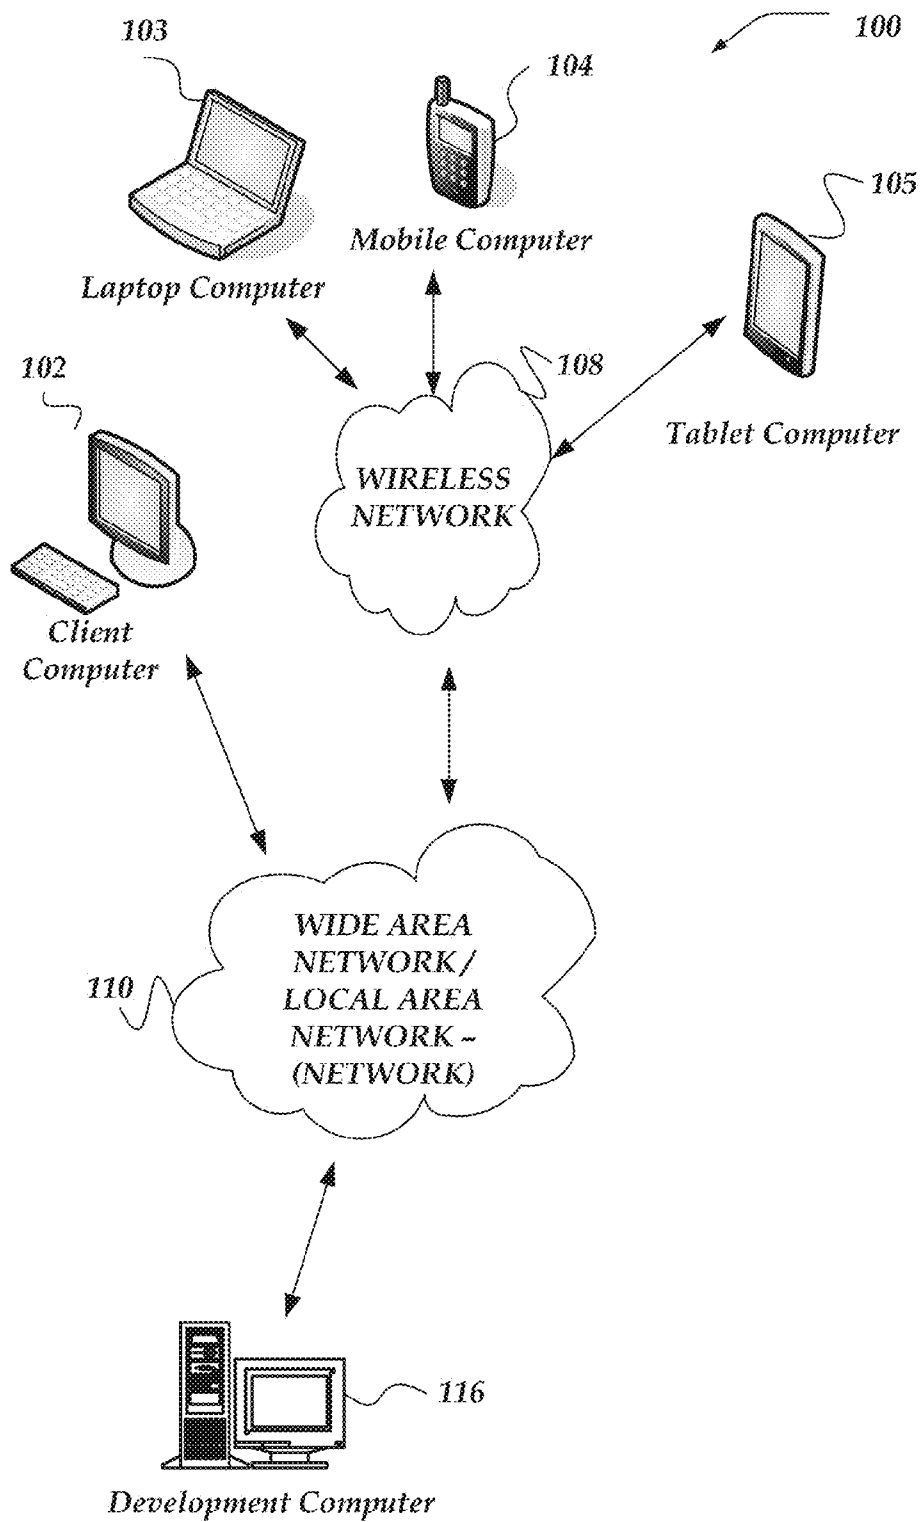 103
100
104
105
Mobile Computer
Laptop Computer
108
102
Tablet Computer
WIRELESS
NETWORK
Client
Computer
WIDE AREA
NETWORK /
LOCAL AREA
NETWORK -
(NETWORK)
110
116
Development Computer